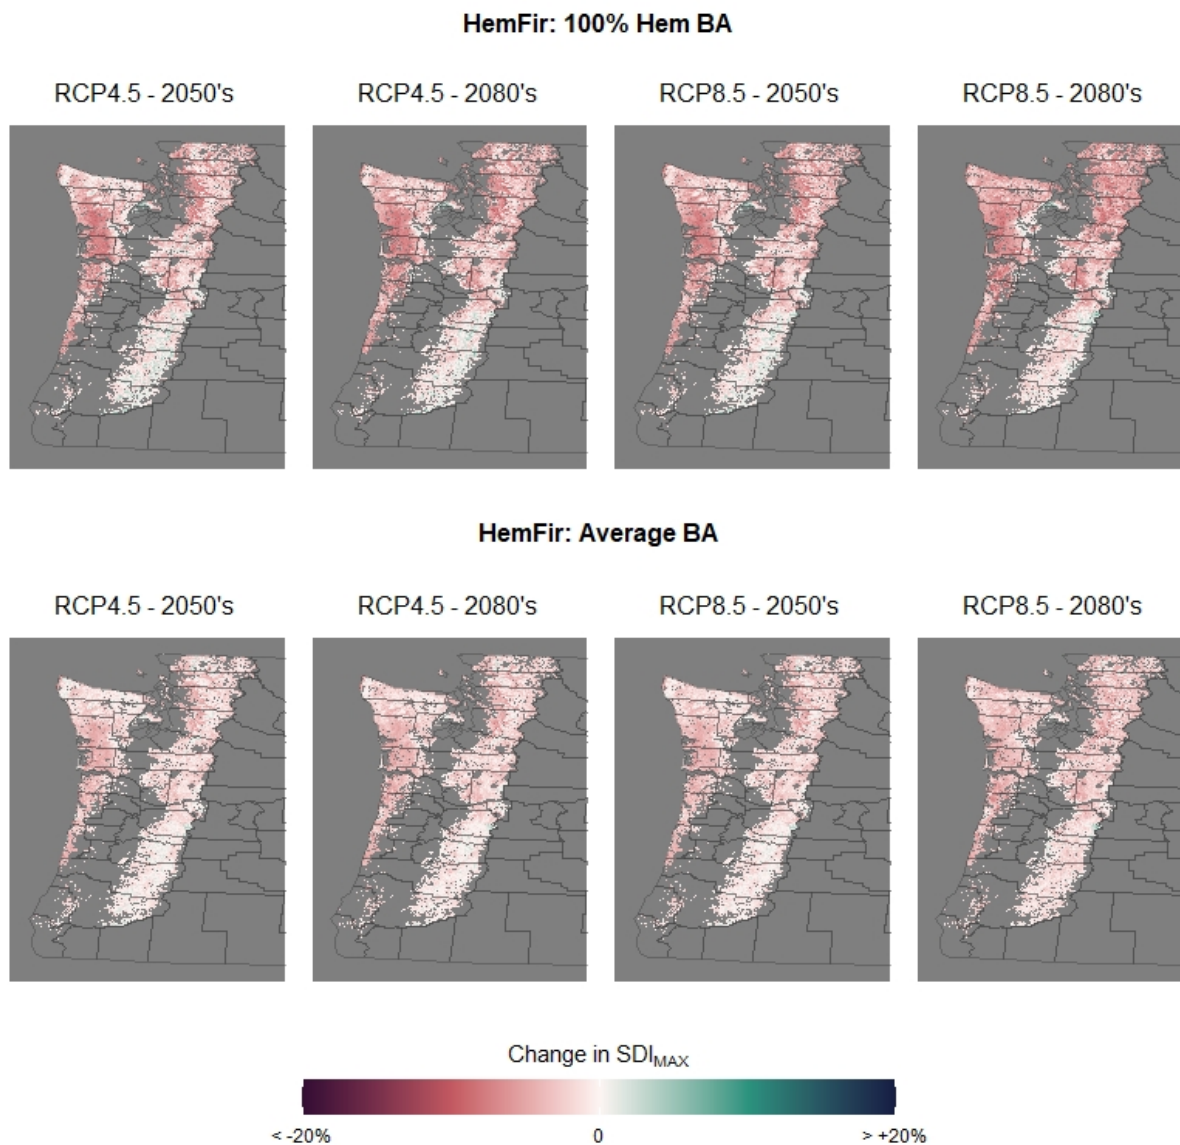 HemFir: 100% Hem BA
RCP4.5 - 2050's RCP4.5 - 2080's RCP8.5 - 2050's RCP8.5 - 2080's
HemFir: Average BA
RCP4.5 - 2050's RCP4.5 - 2080's RCP8.5 - 2050's RCP8.5 - 2080's
Change in SDIMAX
< -20% 0 > +20%